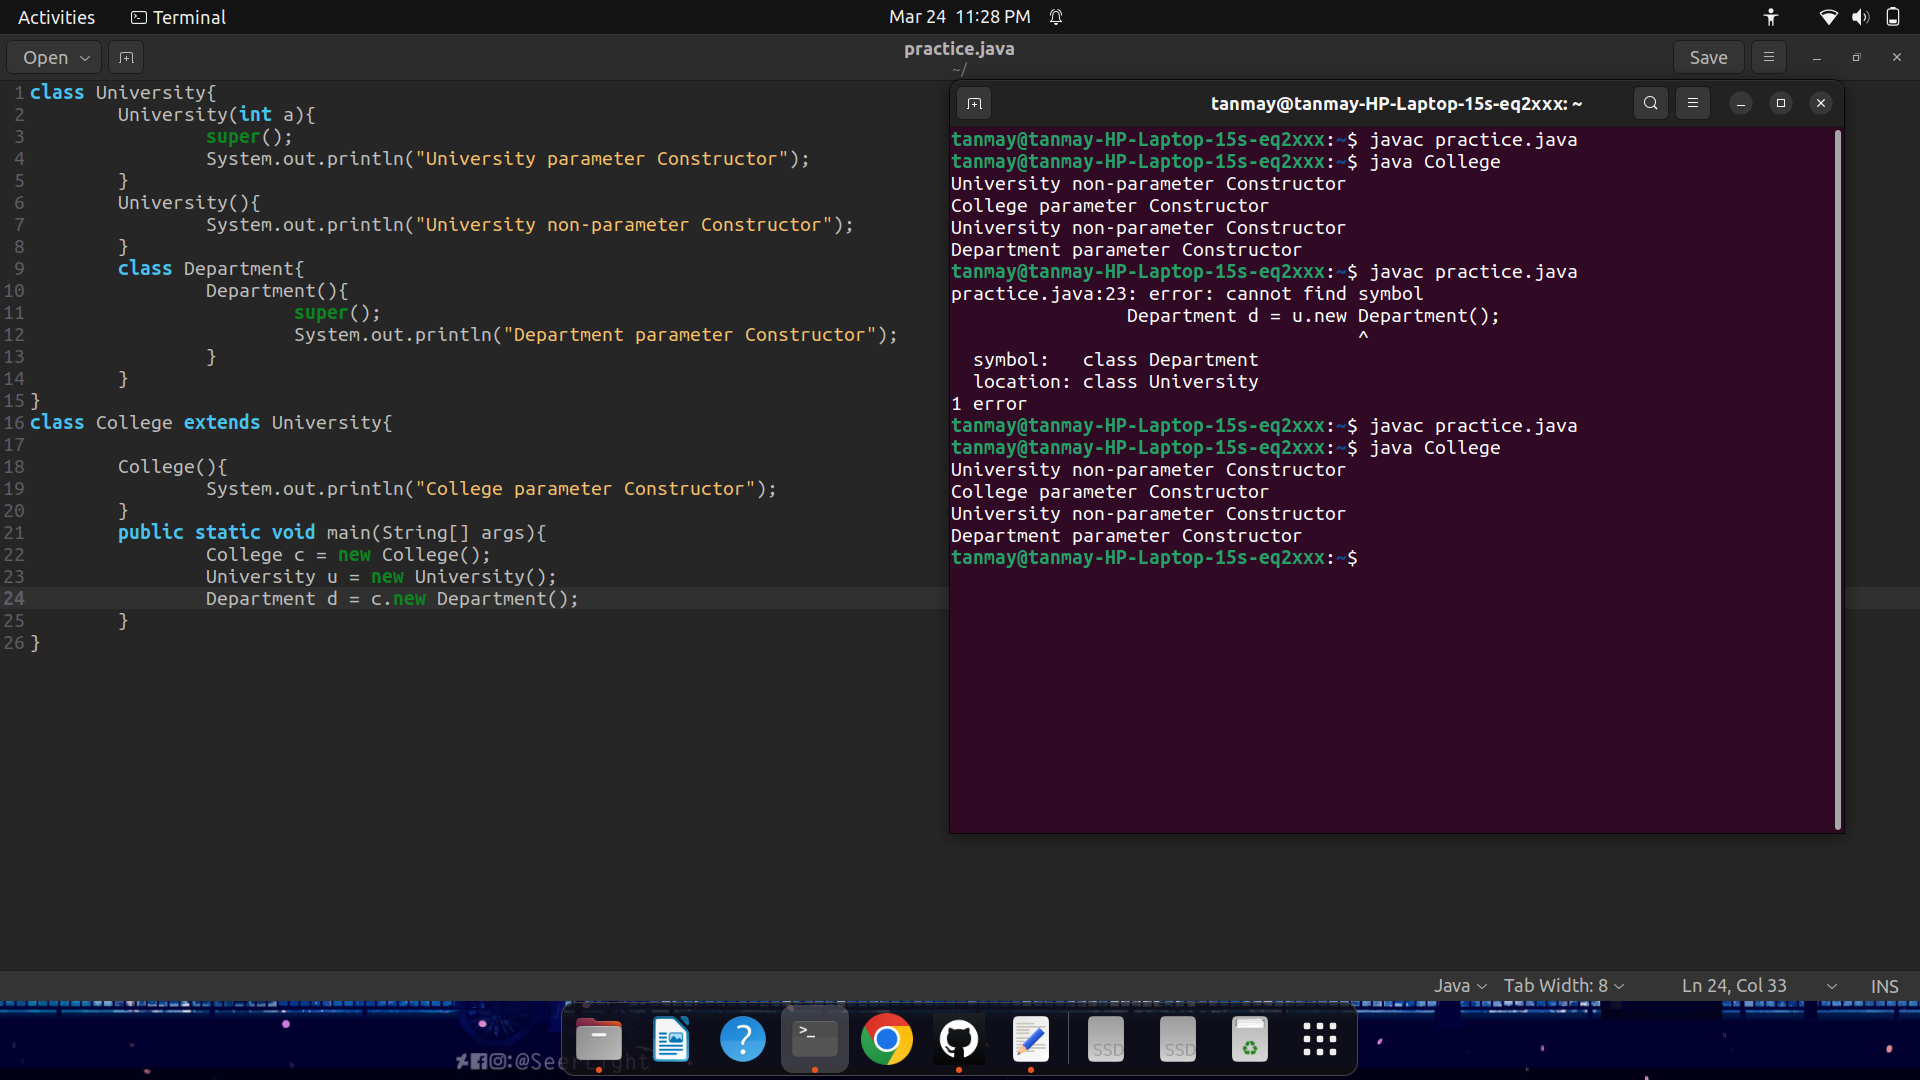 Activities Terminal Mar 24 11:28 PM
Open practice.java Save
~/
1 class University{
2 University(int a){
3 super();
4 System.out.println("University parameter Constructor");
5 }
6 University(){
7 System.out.println("University non-parameter Constructor");
8 }
9 class Department{
10 Department(){
11 super();
12 System.out.println("Department parameter Constructor");
13 }
14 }
15 }
16 class College extends University{
17
18 College(){
19 System.out.println("College parameter Constructor");
20 }
21 public static void main(String[] args){
22 College c = new College();
23 University u = new University();
24 Department d = c.new Department();
25 }
26 }
tanmay@tanmay-HP-Laptop-15s-eq2xxx: ~
tanmay@tanmay-HP-Laptop-15s-eq2xxx:~$ javac practice.java
tanmay@tanmay-HP-Laptop-15s-eq2xxx:~$ java College
University non-parameter Constructor
College parameter Constructor
University non-parameter Constructor
Department parameter Constructor
tanmay@tanmay-HP-Laptop-15s-eq2xxx:~$ javac practice.java
practice.java:23: error: cannot find symbol
Department d = u.new Department();
^
symbol: class Department
location: class University
1 error
tanmay@tanmay-HP-Laptop-15s-eq2xxx:~$ javac practice.java
tanmay@tanmay-HP-Laptop-15s-eq2xxx:~$ java College
University non-parameter Constructor
College parameter Constructor
University non-parameter Constructor
Department parameter Constructor
tanmay@tanmay-HP-Laptop-15s-eq2xxx:~$
Java Tab Width: 8 Ln 24, Col 33 INS
SSD SSD
:@SeerLight